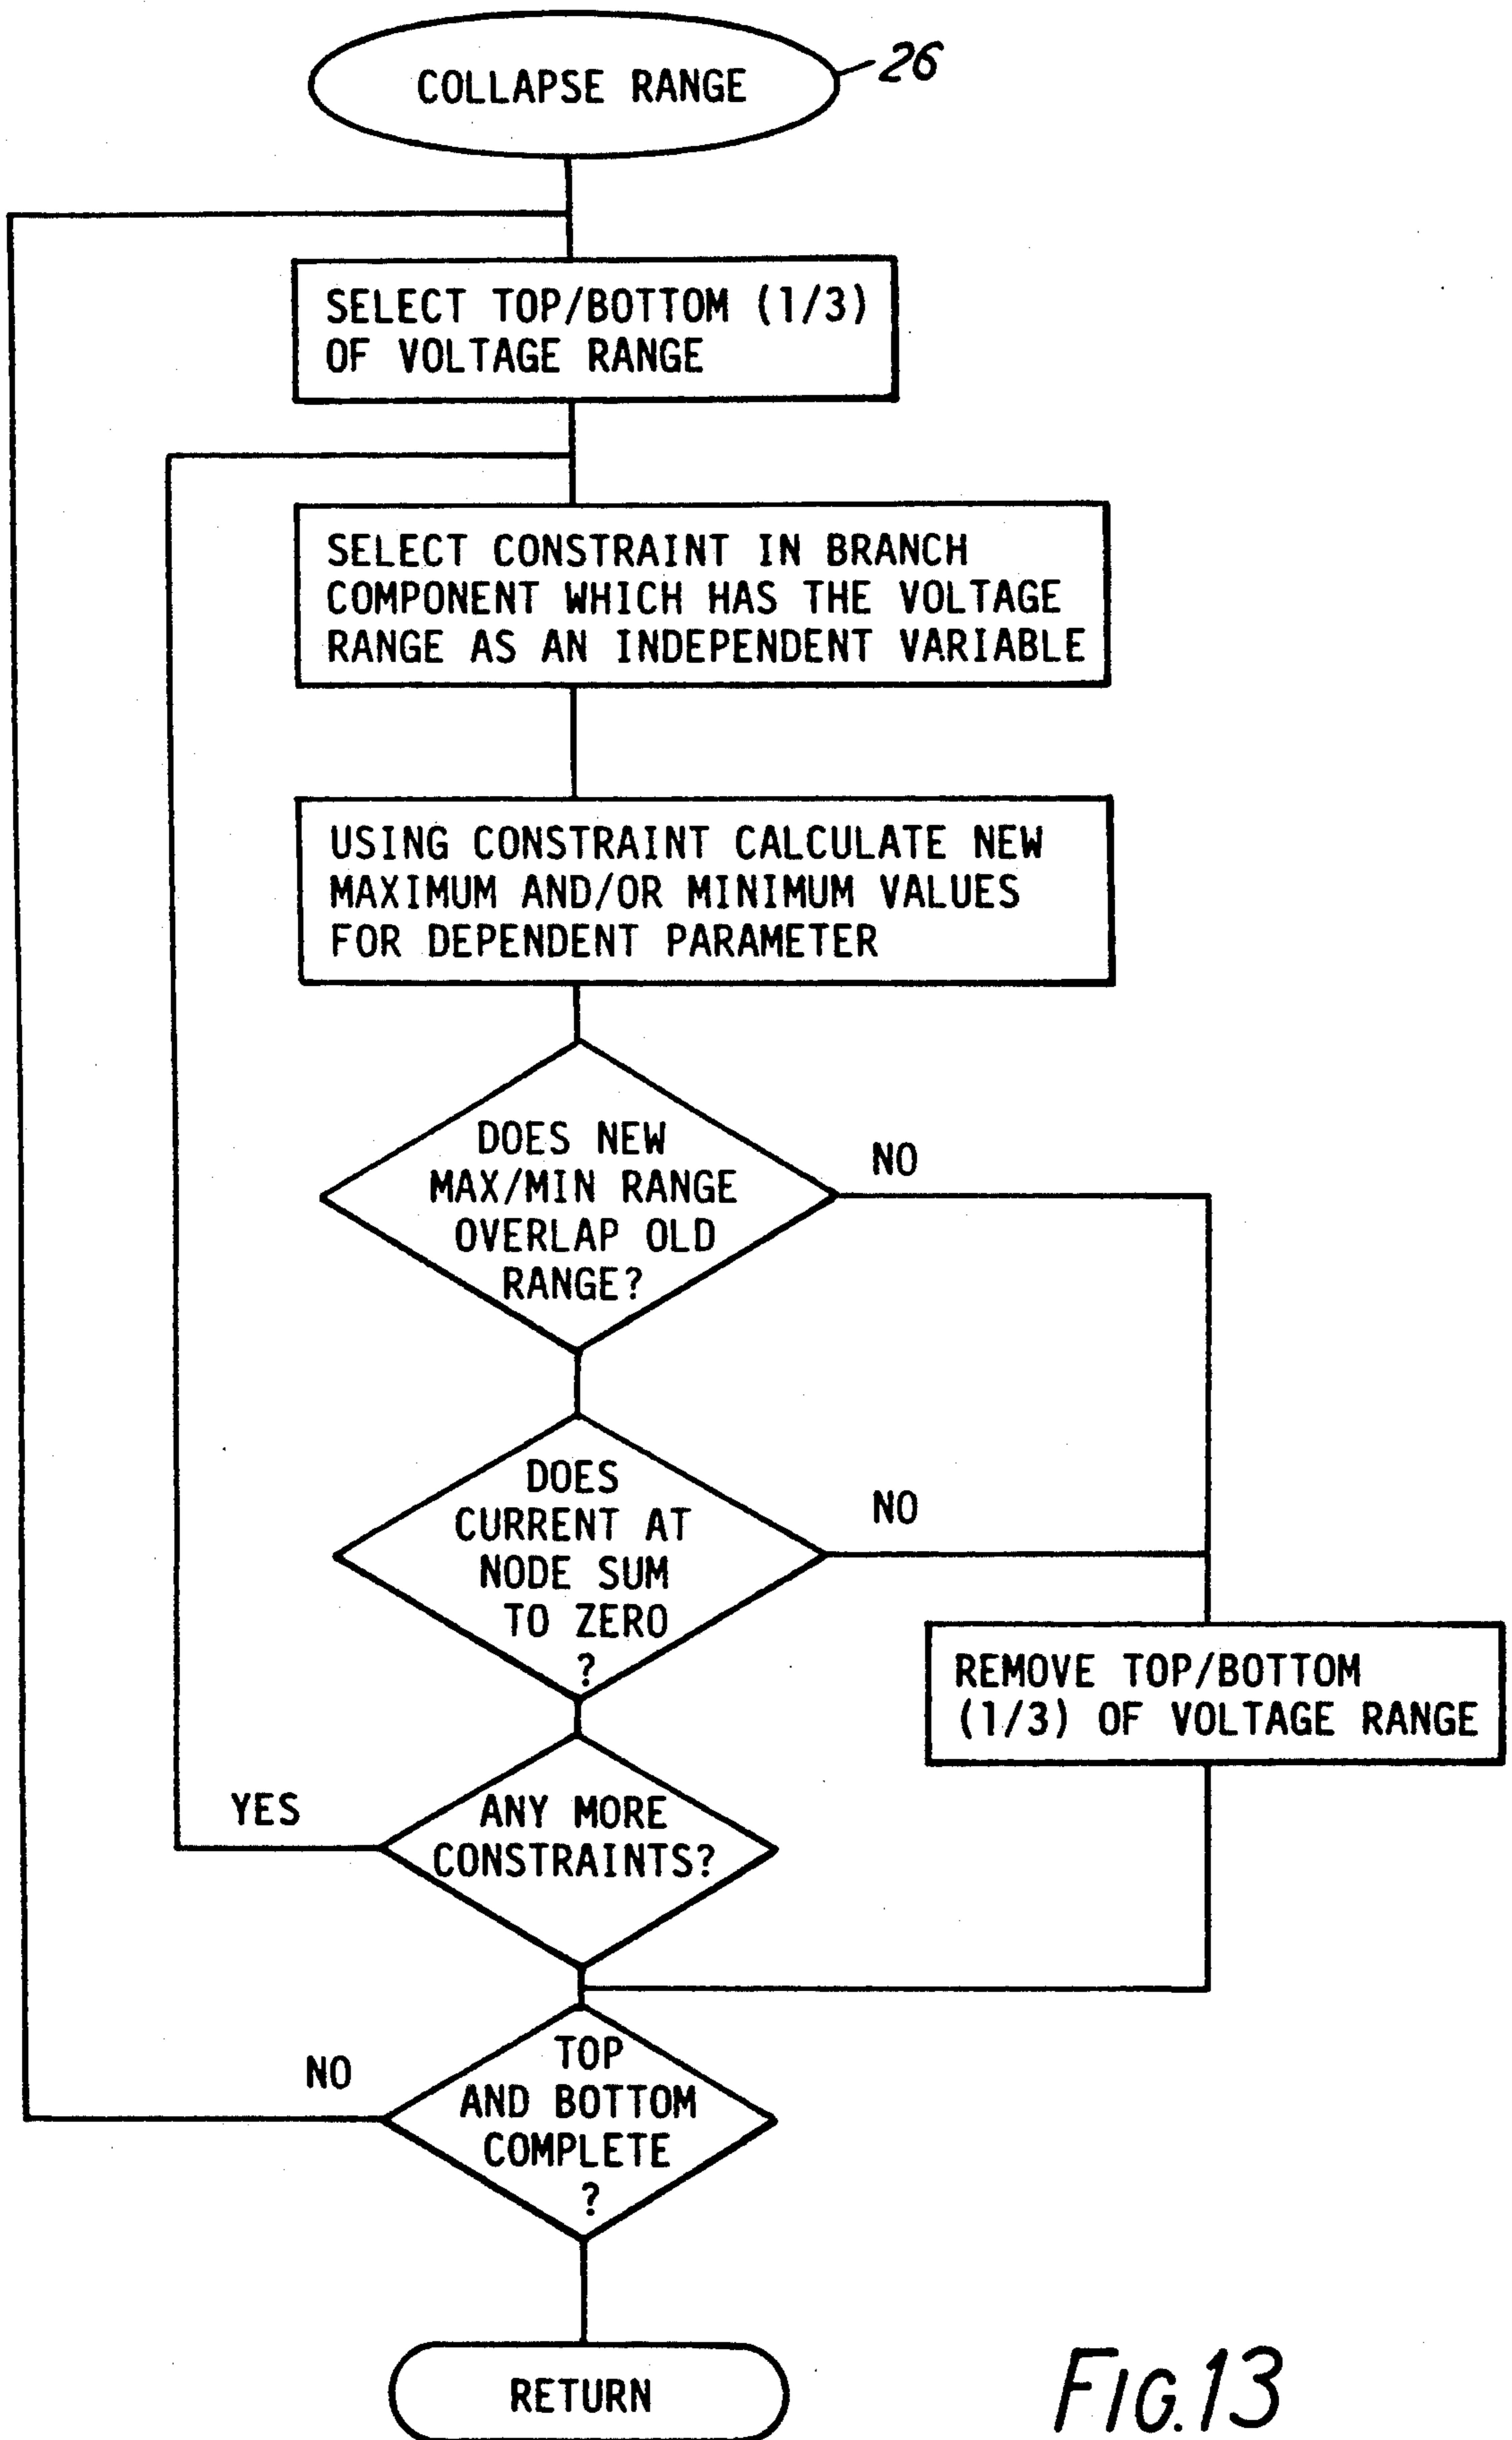 COLLAPSE RANGE
26
SELECT TOP/BOTTOM (1/3)
OF VOLTAGE RANGE
SELECT CONSTRAINT IN BRANCH
COMPONENT WHICH HAS THE VOLTAGE
RANGE AS AN INDEPENDENT VARIABLE
USING CONSTRAINT CALCULATE NEW
MAXIMUM AND/OR MINIMUM VALUES
FOR DEPENDENT PARAMETER
DOES NEW
MAX/MIN RANGE
OVERLAP OLD
RANGE?
NO
DOES
CURRENT AT
NODE SUM
TO ZERO
?
NO
REMOVE TOP/BOTTOM
(1/3) OF VOLTAGE RANGE
YES
ANY MORE
CONSTRAINTS?
NO
TOP
AND BOTTOM
COMPLETE
?
RETURN
FIG.13